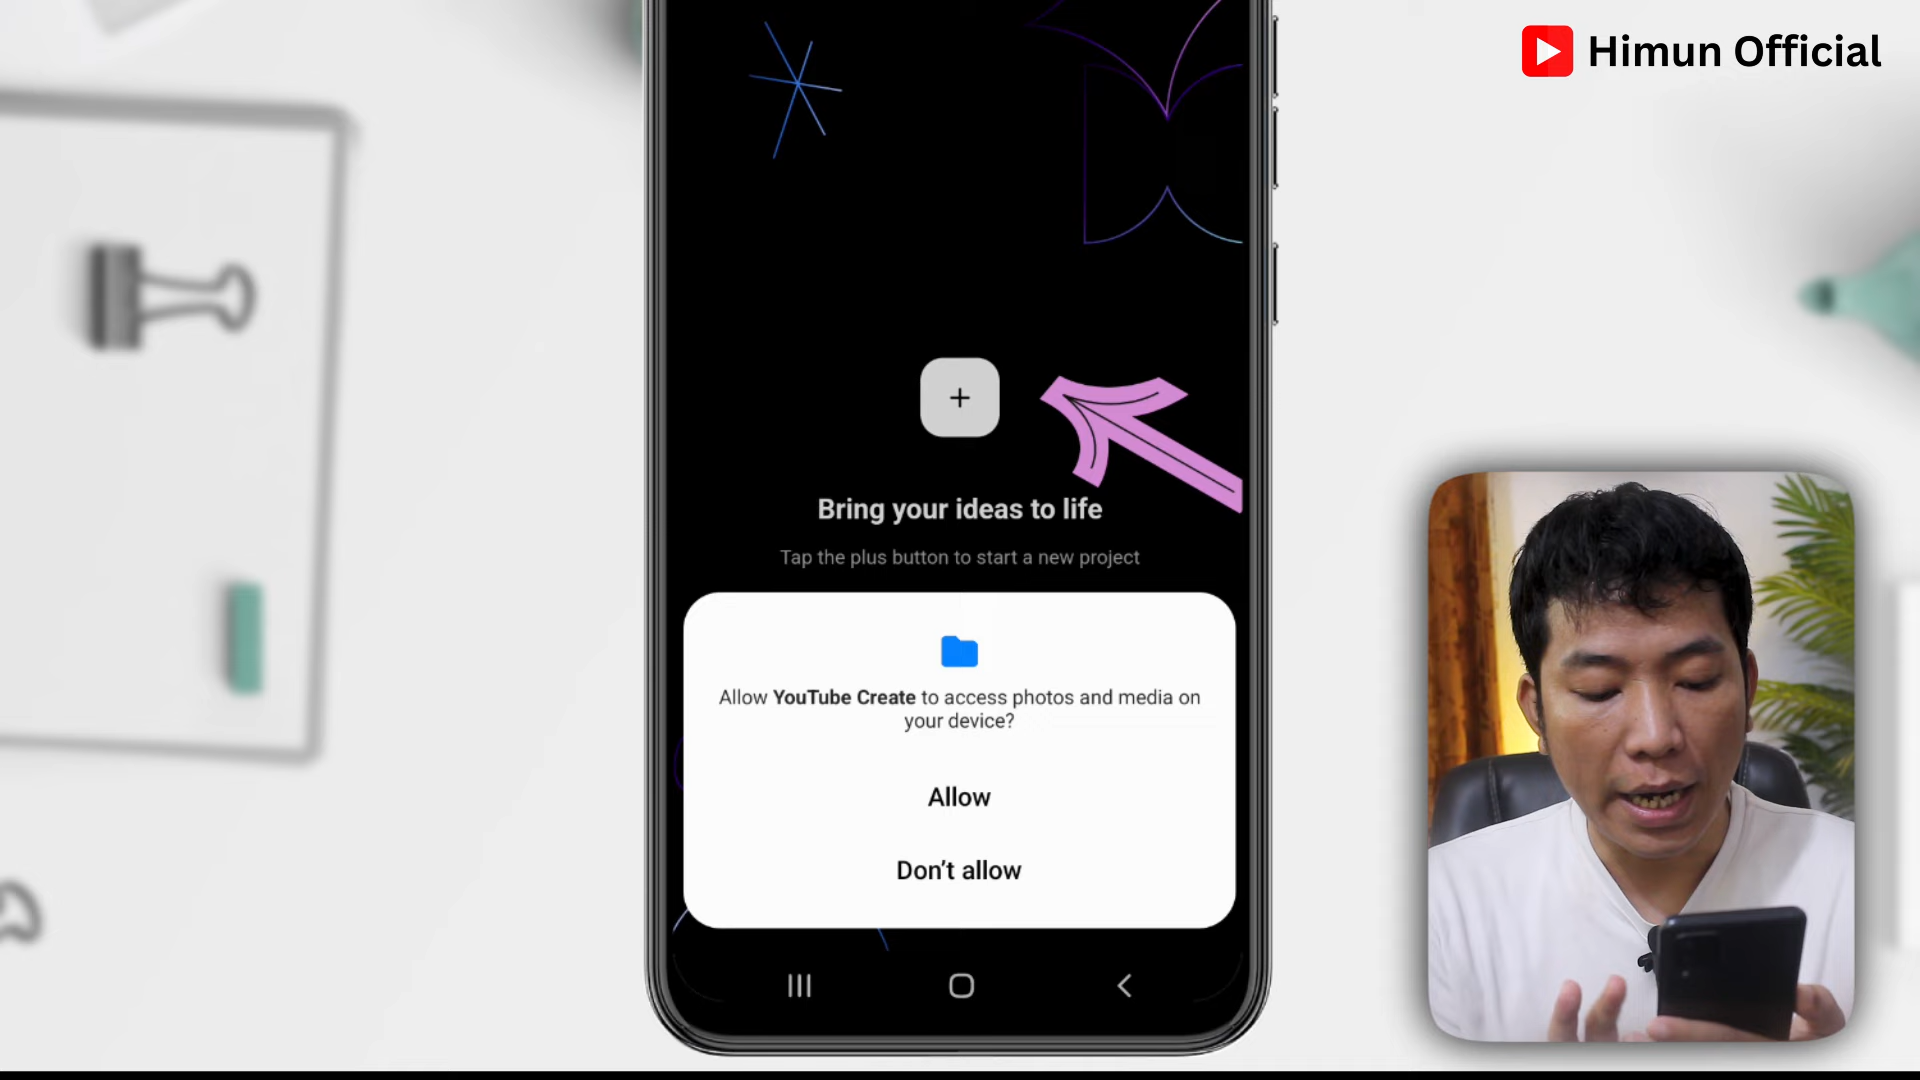 Himun Official
+
Bring your ideas to life
Tap the plus button to start a new project
Allow YouTube Create to access photos and media on
your device?
Allow
Don’t allow